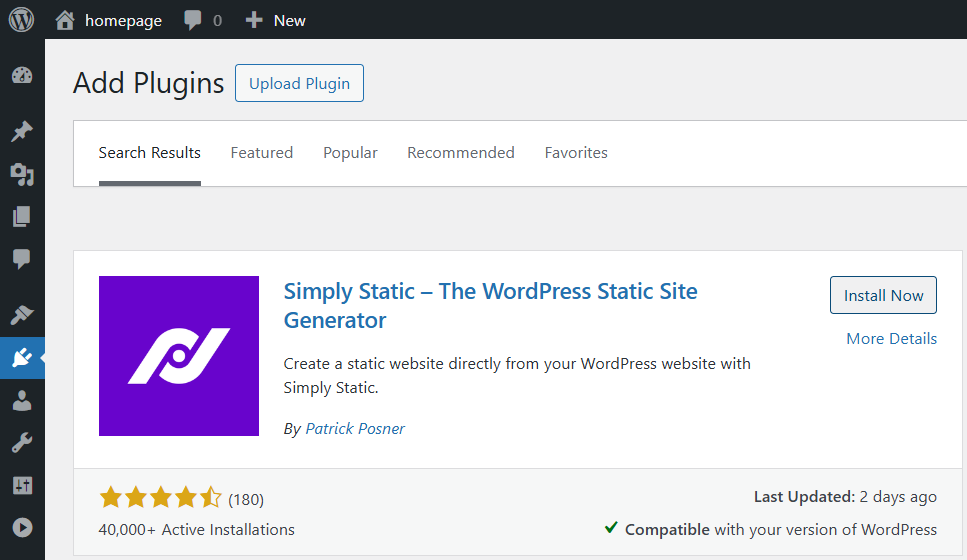 homepage 0 New
Add Plugins Upload Plugin
Search Results Featured Popular Recommended Favorites
Simply Static – The WordPress Static Site
Generator
Install Now
More Details
Create a static website directly from your WordPress website with
Simply Static.
By Patrick Posner
(180)
Last Updated: 2 days ago
40,000+ Active Installations
Compatible with your version of WordPress